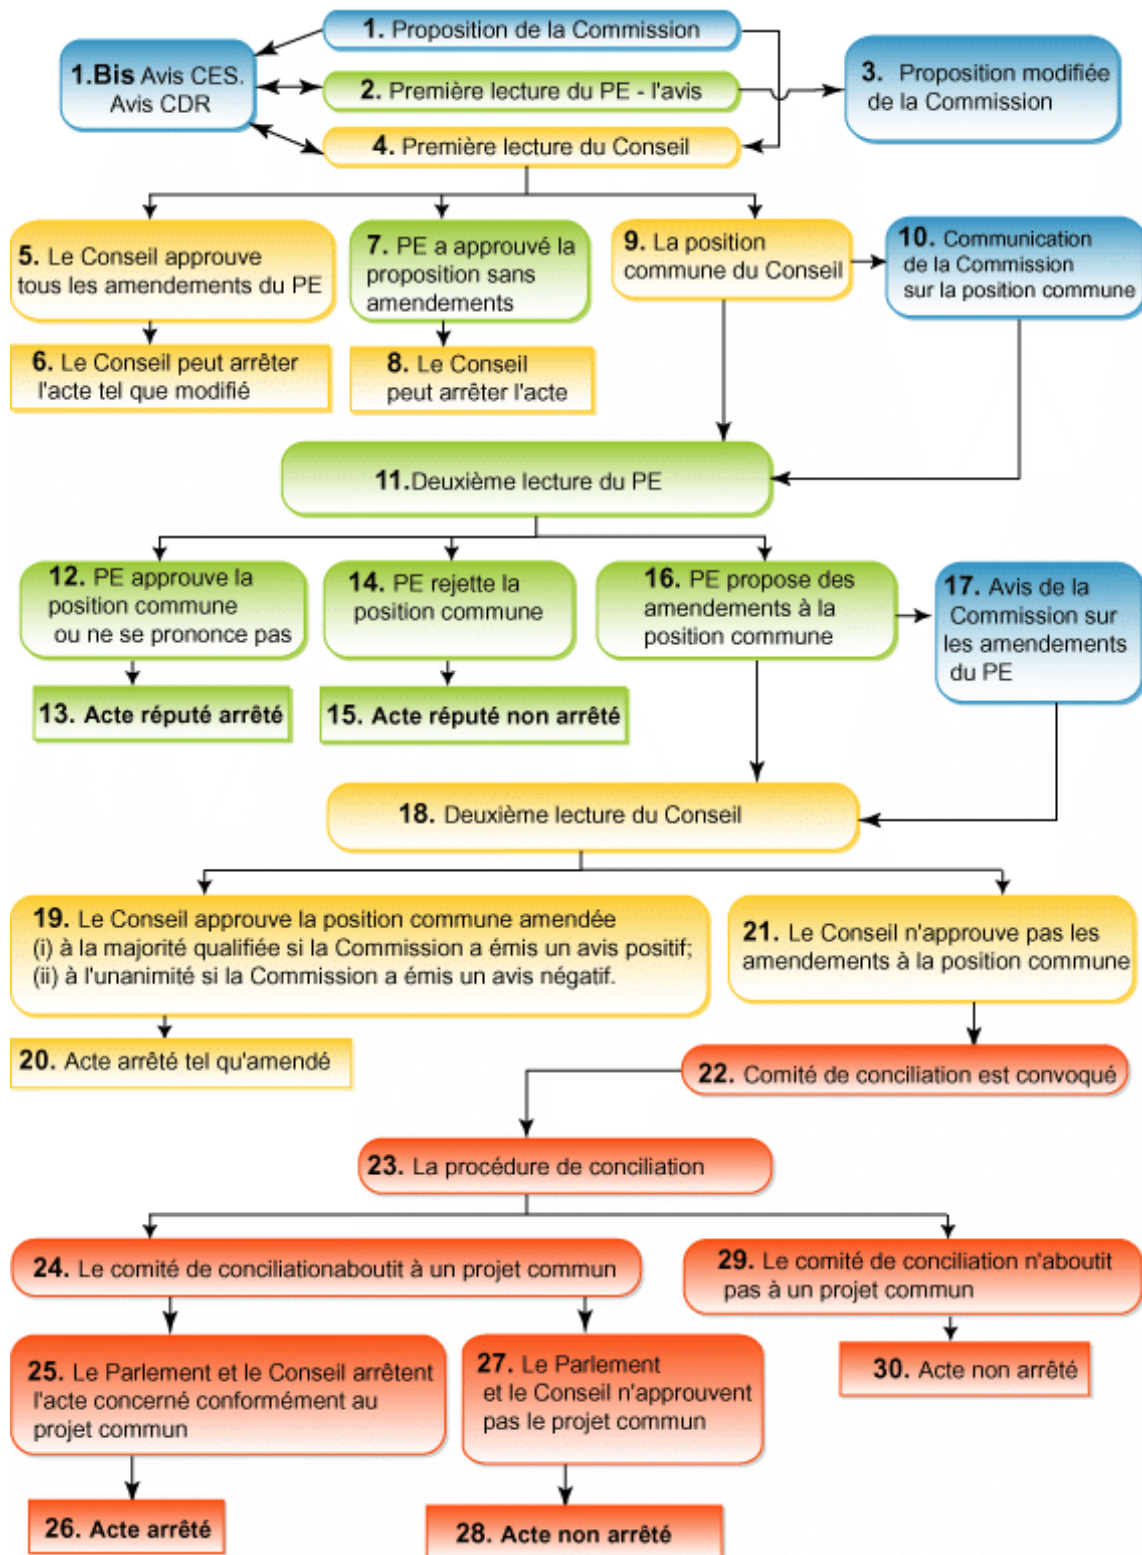 1. Proposition de la Commission
1.Bis Avis CES.
Avis CDR
2. Première lecture du PE - l'avis
3. Proposition modifiée
de la Commission
4. Première lecture du Conseil
5. Le Conseil approuve
tous les amendements du PE
6. Le Conseil peut arrêter
l'acte tel que modifié
7. PE a approuvé la
proposition sans
amendements
8. Le Conseil
peut arrêter l'acte
9. La position
commune du Conseil
10. Communication
de la Commission
sur la position commune
11.Deuxième lecture du PE
12. PE approuve la
position commune
ou ne se prononce pas
13. Acte réputé arrêté
14. PE rejette la
position commune
15. Acte réputé non arrêté
16. PE propose des
amendements à la
position commune
17. Avis de la
Commission sur
les amendements
du PE
18. Deuxième lecture du Conseil
19. Le Conseil approuve la position commune amendée
(i) à la majorité qualifiée si la Commission a émis un avis positif;
(ii) à l'unanimité si la Commission a émis un avis négatif.
20. Acte arrêté tel qu'amendé
21. Le Conseil n'approuve pas les
amendements à la position commune
22. Comité de conciliation est convoqué
23. La procédure de conciliation
24. Le comité de conciliationaboutit à un projet commun
25. Le Parlement et le Conseil arrêtent
l'acte concerné conformément au
projet commun
26. Acte arrêté
27. Le Parlement
et le Conseil n'approuvent
pas le projet commun
28. Acte non arrêté
29. Le comité de conciliation n'aboutit
pas à un projet commun
30. Acte non arrêté